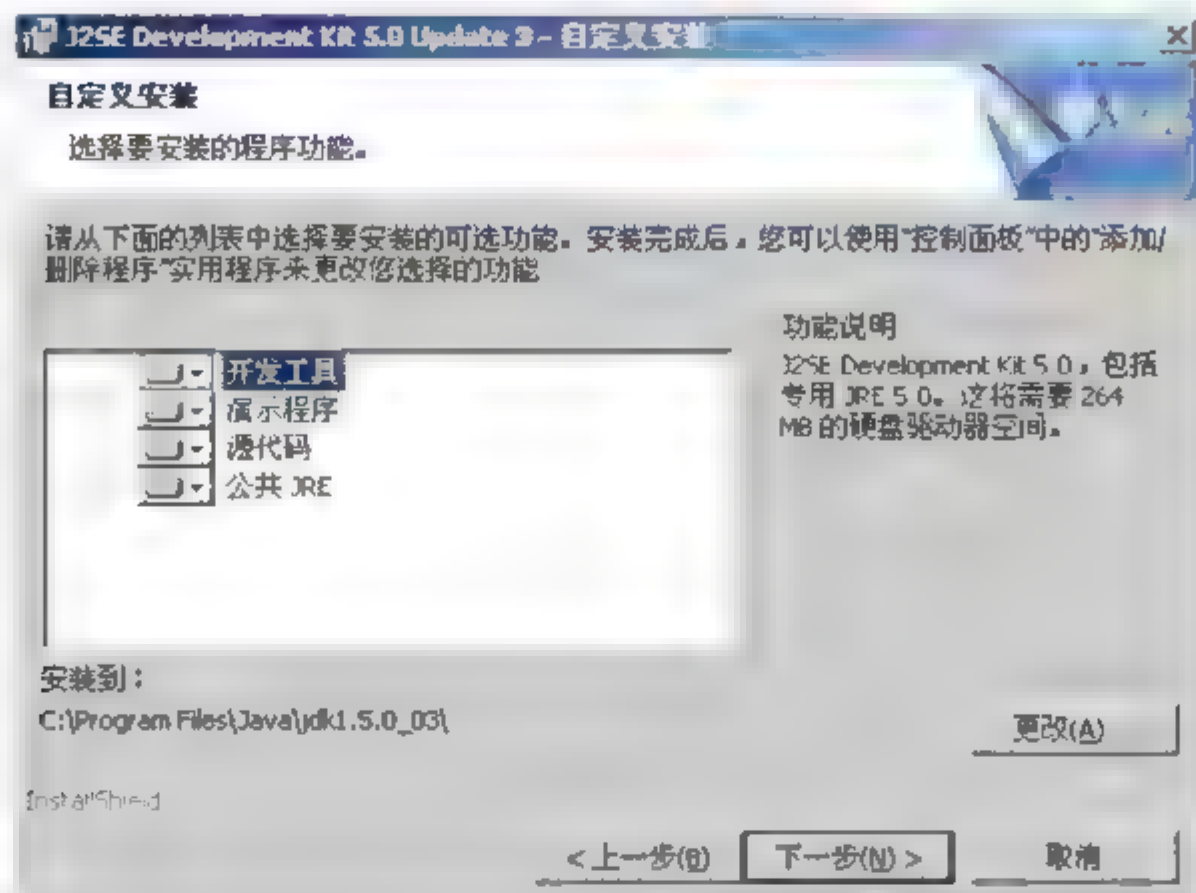 J2SE Development Kit 5.0 Update 3 - 自定义安装
自定义安装
选择要安装的程序功能。
请从下面的列表中选择要安装的可选功能。安装完成后，您可以使用"控制面板"中的"添加/
删除程序"实用程序来更改您选择的功能
功能说明
开发工具
演示程序
源代码
公共 JRE
J2SE Development Kit 5.0，包括
专用 JRE 5.0。这将需要 264
MB 的硬盘驱动器空间。
安装到：
C:\Program Files\Java\jdk1.5.0_03\
更改(A)
InstallShield
< 上一步(B)
下一步(N) >
取消